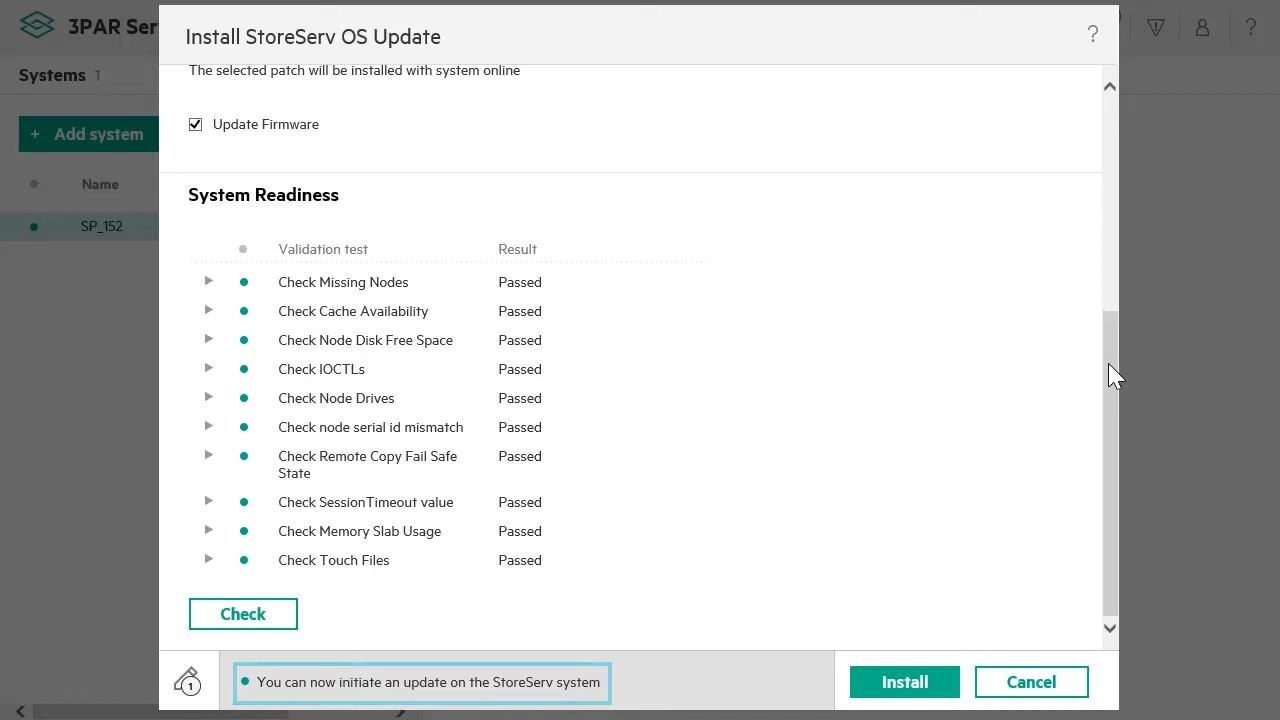 3PAR Ser
Install StoreServ OS Update
?
?
Systems 1
The selected patch will be installed with system online
+ Add system
Update Firmware
Name
System Readiness
SP_152
Validation test Result
Check Missing Nodes Passed
Check Cache Availability Passed
Check Node Disk Free Space Passed
Check IOCTLs Passed
Check Node Drives Passed
Check node serial id mismatch Passed
Check Remote Copy Fail Safe Passed
State
Check SessionTimeout value Passed
Check Memory Slab Usage Passed
Check Touch Files Passed
Check
1
You can now initiate an update on the StoreServ system
Install
Cancel